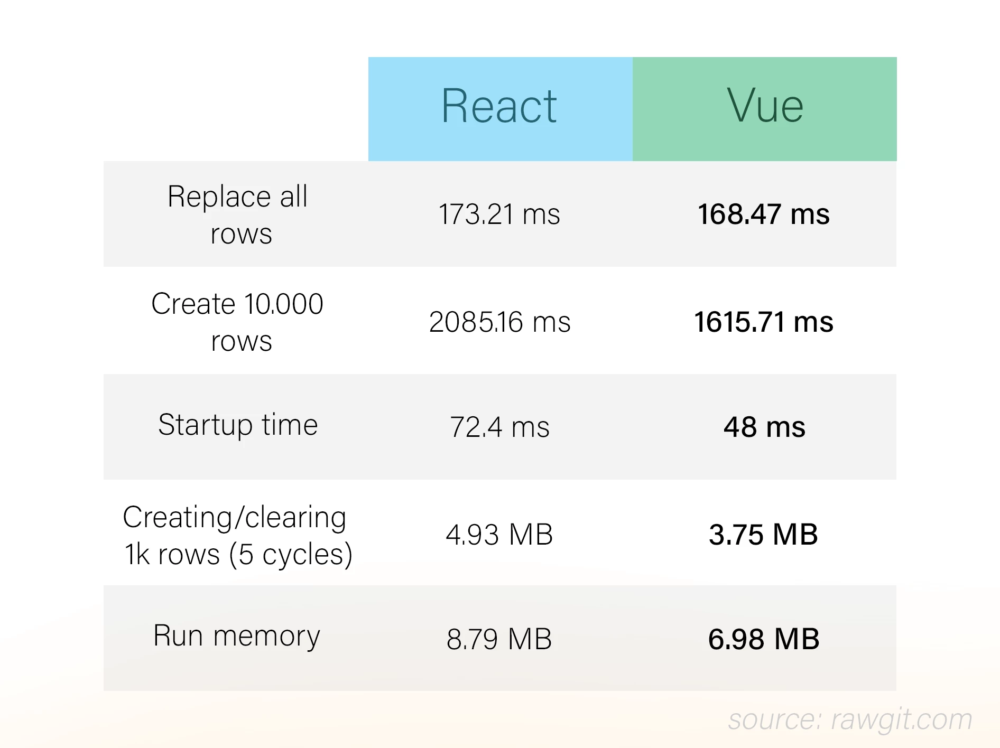 React Vue
Replace all
rows
173.21 ms 168.47 ms
Create 10.000
rows
2085.16 ms 1615.71 ms
Startup time 72.4 ms 48 ms
Creating/clearing
1k rows (5 cycles)
4.93 MB 3.75 MB
Run memory 8.79 MB 6.98 MB
source: rawgit.com